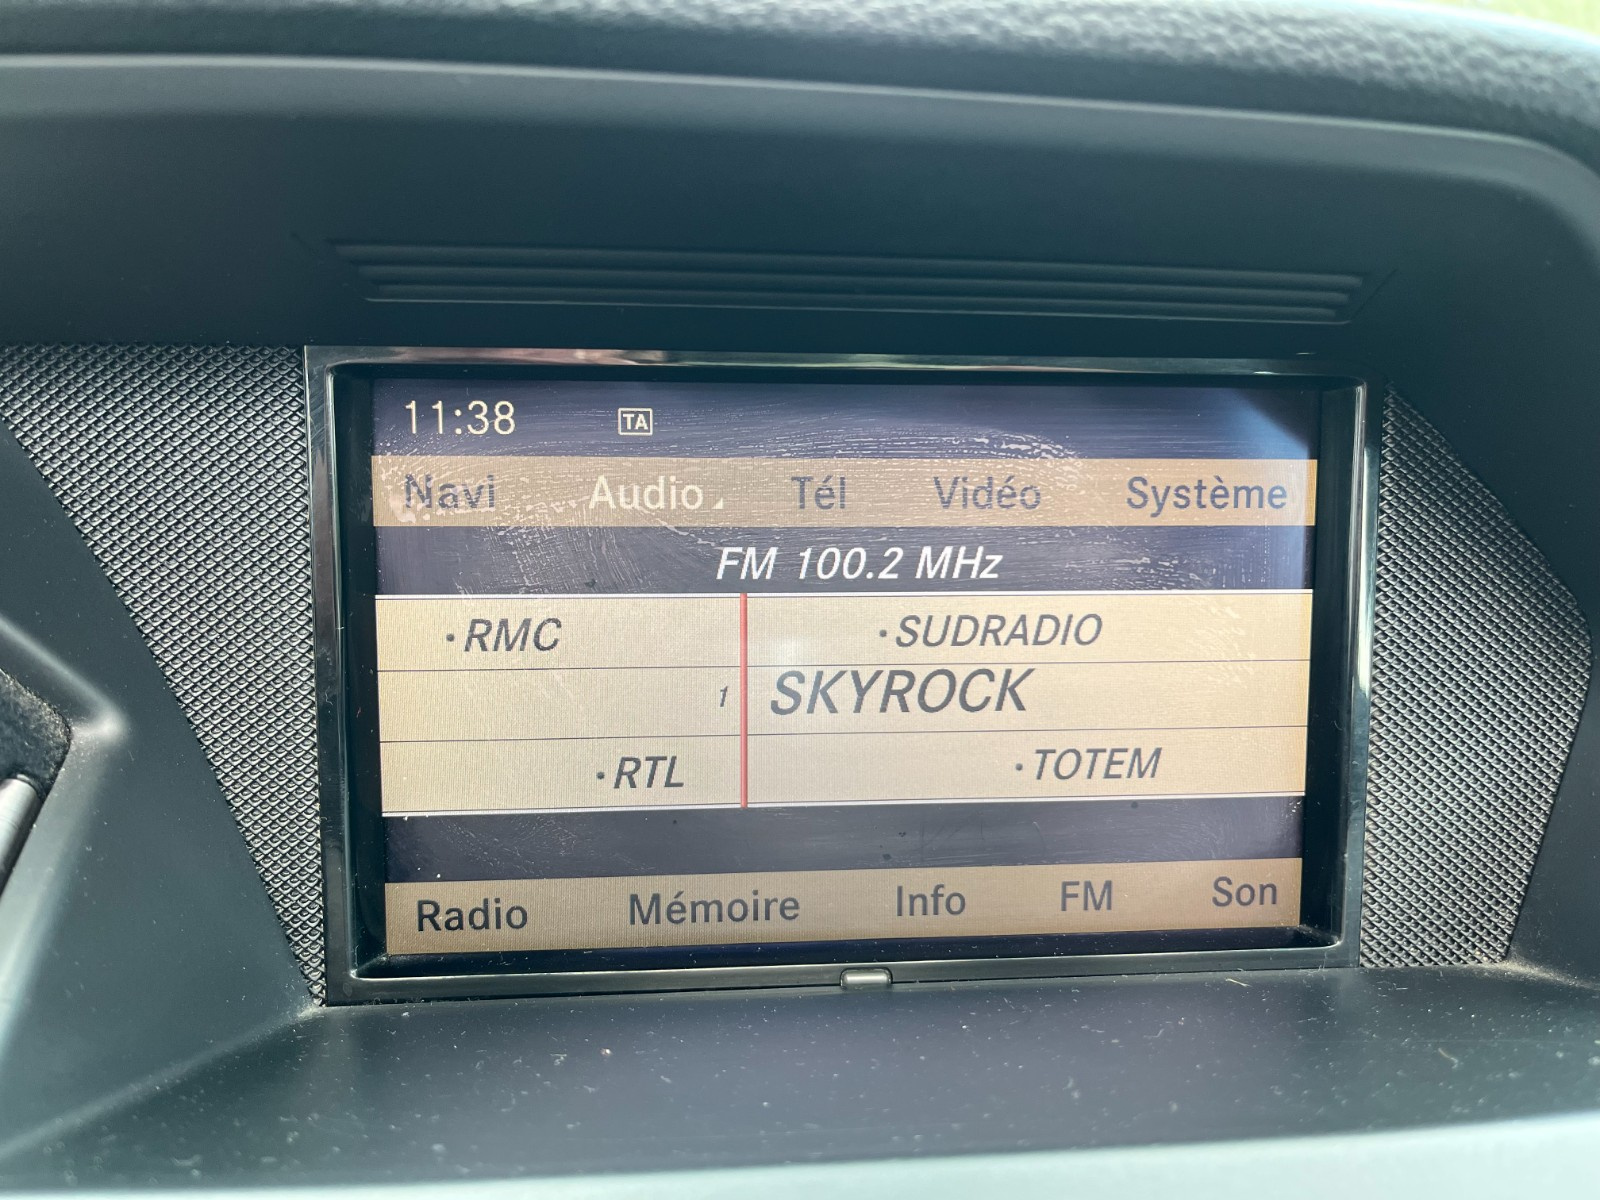 11:38 TA
Navi Audio Tél Vidéo Système
FM 100.2 MHz
·RMC ·SUDRADIO
1 SKYROCK
·RTL ·TOTEM
Radio Mémoire Info FM Son